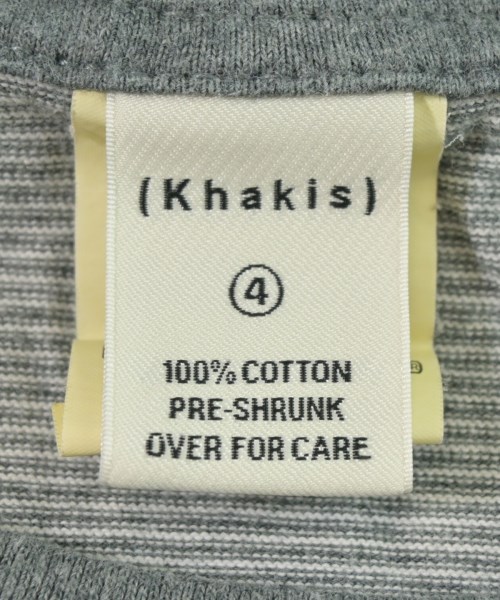 (Khakis)
4
100% COTTON
PRE-SHRUNK
OVER FOR CARE
®